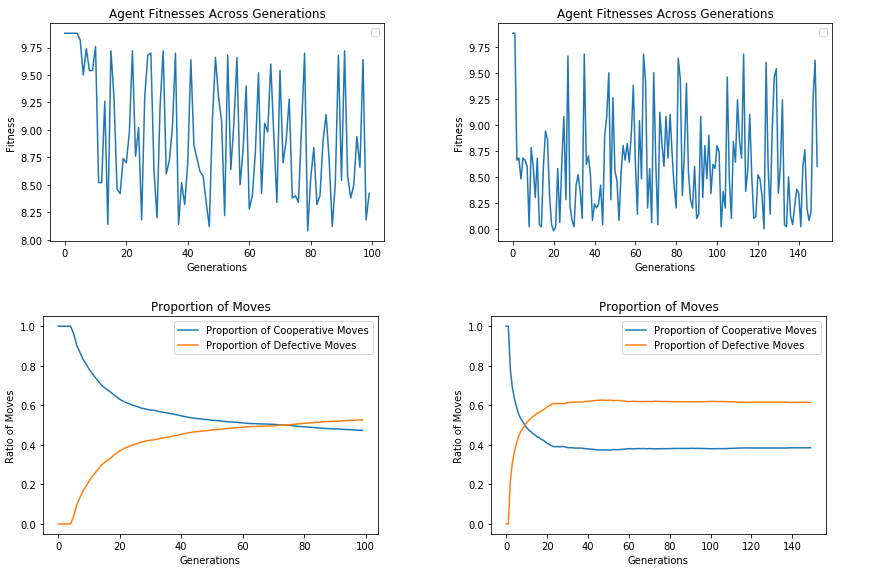 Agent Fitnesses Across Generations
Fitness
9.75
9.50
9.25
9.00
8.75
8.50
8.25
8.00
0 20 40 60 80 100
Generations
Agent Fitnesses Across Generations
Fitness
9.75
9.50
9.25
9.00
8.75
8.50
8.25
8.00
0 20 40 60 80 100 120 140
Generations
Proportion of Moves
Proportion of Cooperative Moves
Proportion of Defective Moves
Ratio of Moves
1.0
0.8
0.6
0.4
0.2
0.0
0 20 40 60 80 100
Generations
Proportion of Moves
Proportion of Cooperative Moves
Proportion of Defective Moves
Ratio of Moves
1.0
0.8
0.6
0.4
0.2
0.0
0 20 40 60 80 100 120 140
Generations